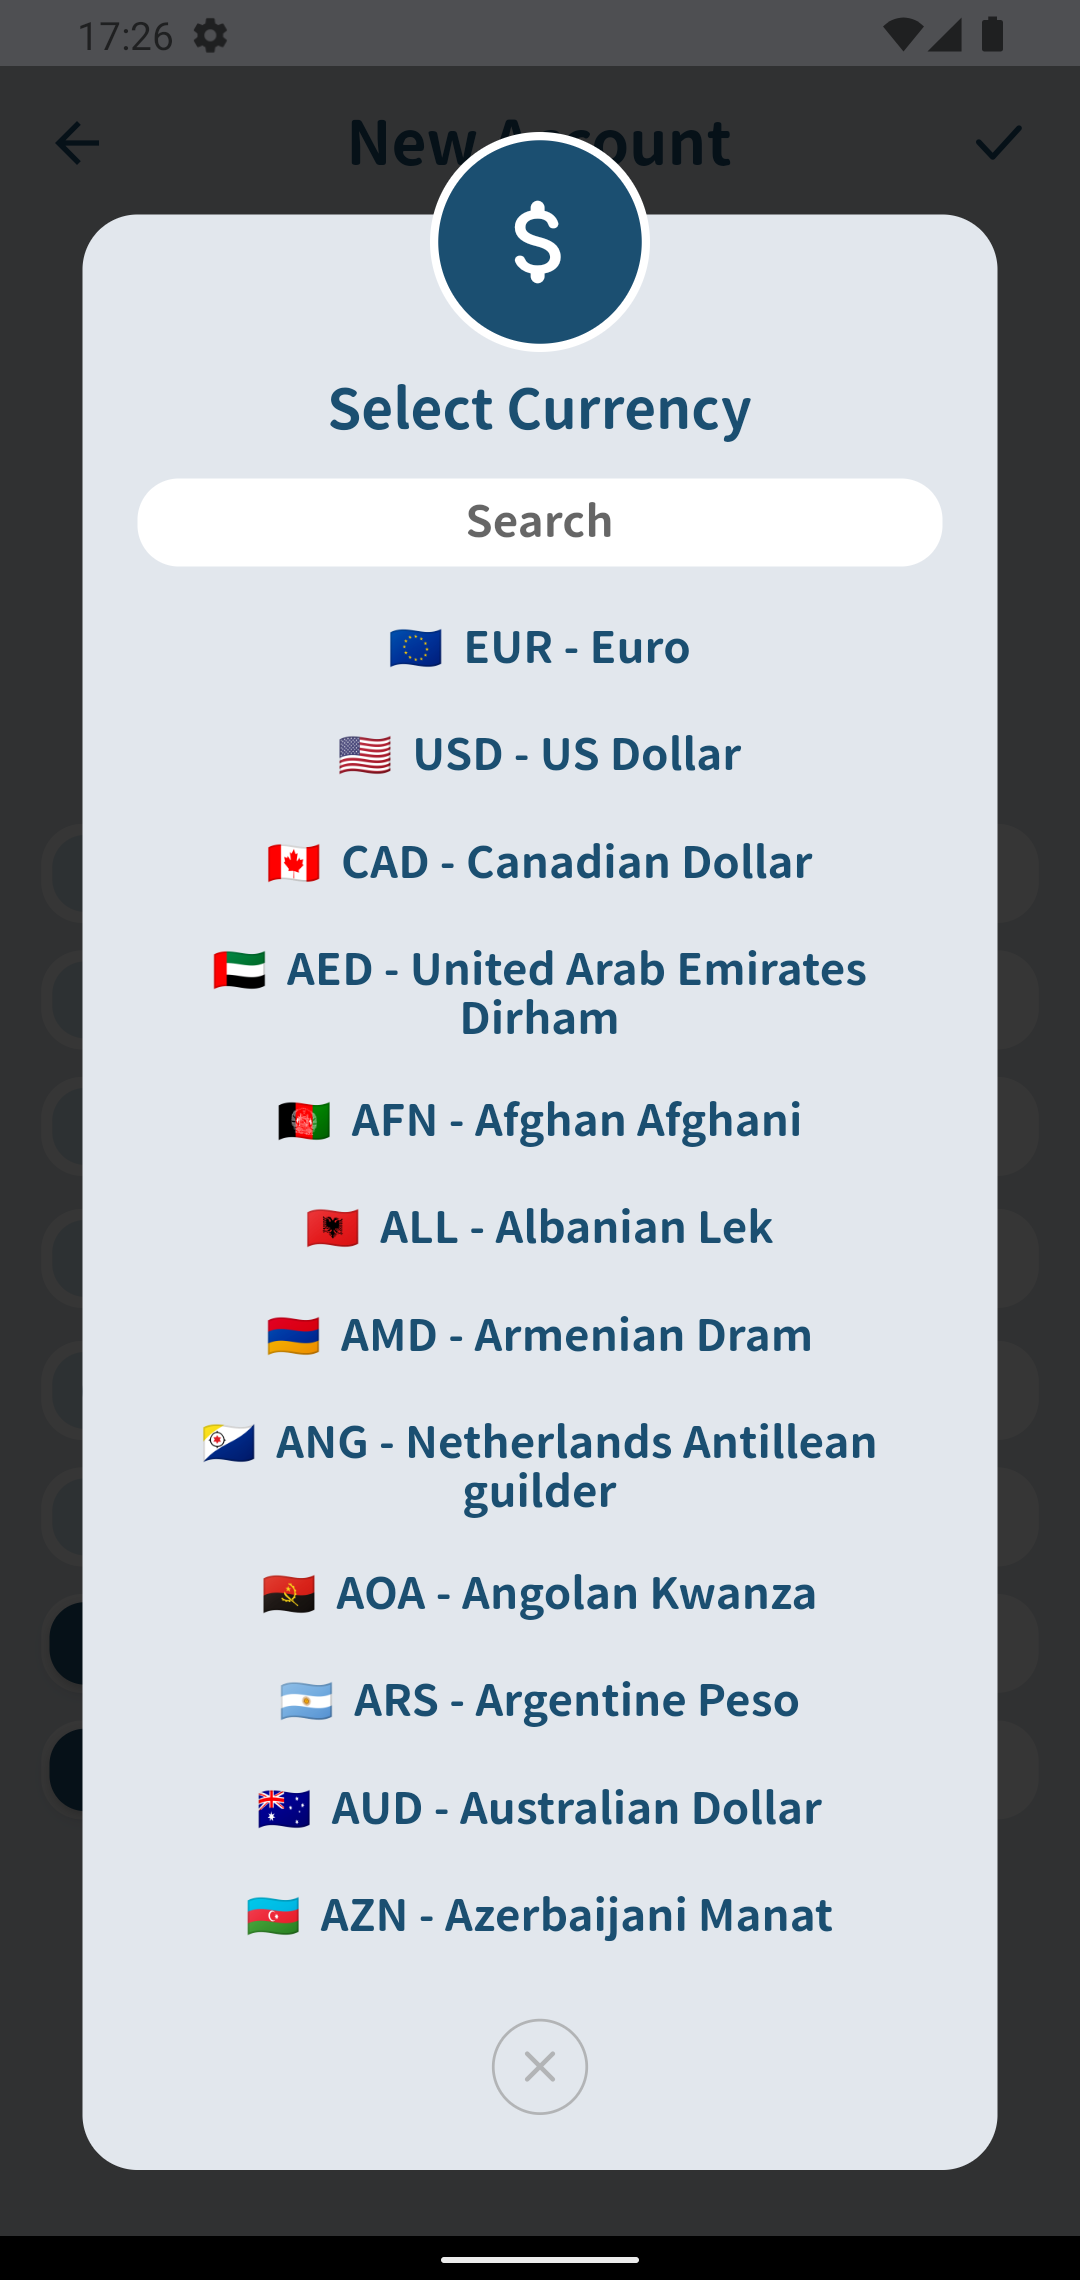 17:26
New Account
$
Select Currency
Search
EUR - Euro
USD - US Dollar
CAD - Canadian Dollar
AED - United Arab Emirates
Dirham
AFN - Afghan Afghani
ALL - Albanian Lek
AMD - Armenian Dram
ANG - Netherlands Antillean
guilder
AOA - Angolan Kwanza
ARS - Argentine Peso
AUD - Australian Dollar
AZN - Azerbaijani Manat